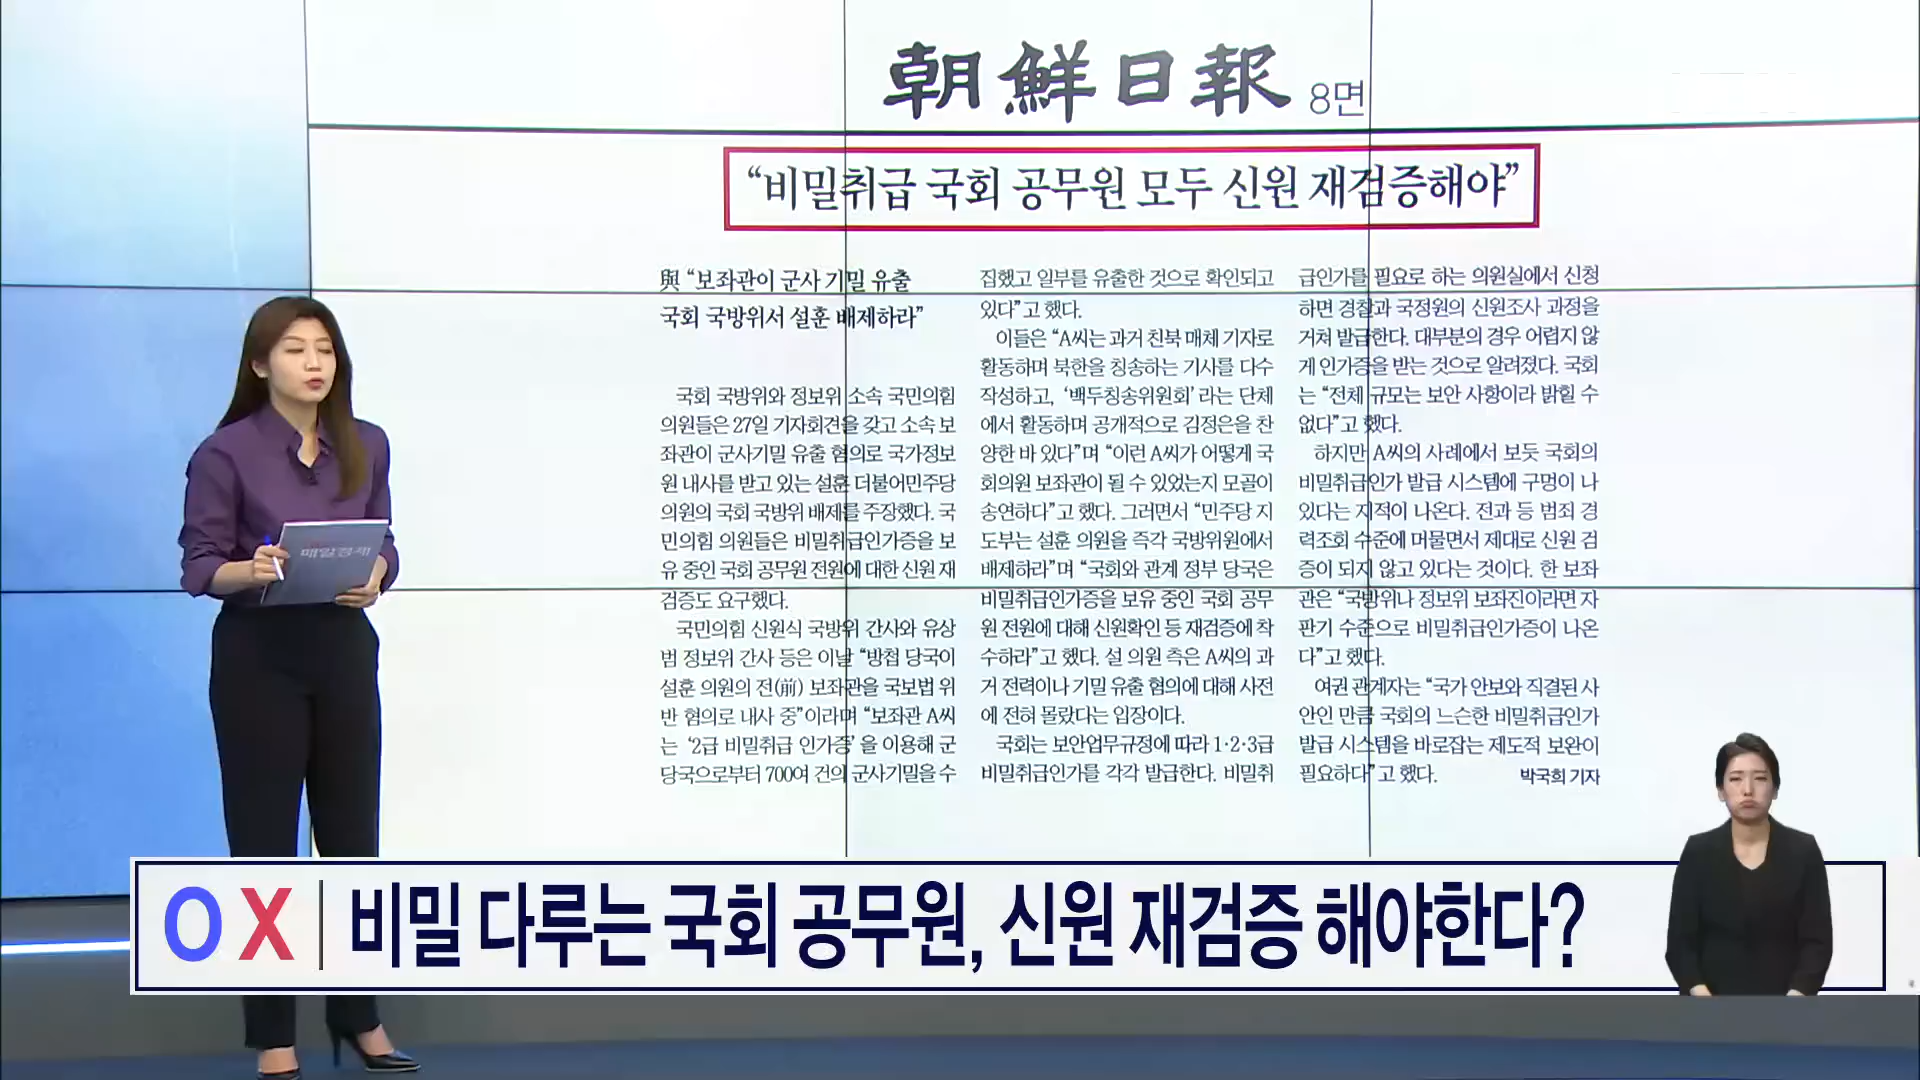 朝鮮日報 8면
“비밀취급 국회 공무원 모두 신원 재검증해야”
與 “보좌관이 군사 기밀 유출
국회 국방위서 설훈 배제하라”
국회 국방위와 정보위 소속 국민의힘
의원들은 27일 기자회견을 갖고 소속 보
좌관이 군사기밀 유출 혐의로 국가정보
원 내사를 받고 있는 설훈 더불어민주당
의원의 국회 국방위 배제를 주장했다. 국
민의힘 의원들은 비밀취급인가증을 보
유 중인 국회 공무원 전원에 대한 신원 재
검증도 요구했다.
국민의힘 신원식 국방위 간사와 유상
범 정보위 간사 등은 이날 “방첩 당국이
설훈 의원의 전(前) 보좌관을 국보법 위
반 혐의로 내사 중”이라며 “보좌관 A씨
는 ‘2급 비밀취급 인가증’을 이용해 군
당국으로부터 700여 건의 군사기밀을 수
집했고 일부를 유출한 것으로 확인되고
있다”고 했다.
이들은 “A씨는 과거 친북 매체 기자로
활동하며 북한을 칭송하는 기사를 다수
작성하고, ‘백두칭송위원회’라는 단체
에서 활동하며 공개적으로 김정은을 찬
양한 바 있다”며 “이런 A씨가 어떻게 국
회의원 보좌관이 될 수 있었는지 모골이
송연하다”고 했다. 그러면서 “민주당 지
도부는 설훈 의원을 즉각 국방위원에서
배제하라”며 “국회와 관계 정부 당국은
비밀취급인가증을 보유 중인 국회 공무
원 전원에 대해 신원확인 등 재검증에 착
수하라”고 했다. 설 의원 측은 A씨의 과
거 전력이나 기밀 유출 혐의에 대해 사전
에 전혀 몰랐다는 입장이다.
국회는 보안업무규정에 따라 1·2·3급
비밀취급인가를 각각 발급한다. 비밀취
급인가를 필요로 하는 의원실에서 신청
하면 경찰과 국정원의 신원조사 과정을
거쳐 발급한다. 대부분의 경우 어렵지 않
게 인가증을 받는 것으로 알려졌다. 국회
는 “전체 규모는 보안 사항이라 밝힐 수
없다”고 했다.
하지만 A씨의 사례에서 보듯 국회의
비밀취급인가 발급 시스템에 구멍이 나
있다는 지적이 나온다. 전과 등 범죄 경
력조회 수준에 머물면서 제대로 신원 검
증이 되지 않고 있다는 것이다. 한 보좌
관은 “국방위나 정보위 보좌진이라면 자
판기 수준으로 비밀취급인가증이 나온
다”고 했다.
여권 관계자는 “국가 안보와 직결된 사
안인 만큼 국회의 느슨한 비밀취급인가
발급 시스템을 바로잡는 제도적 보완이
필요하다”고 했다. 박국희 기자
매일경제
O X 비밀 다루는 국회 공무원, 신원 재검증 해야한다?